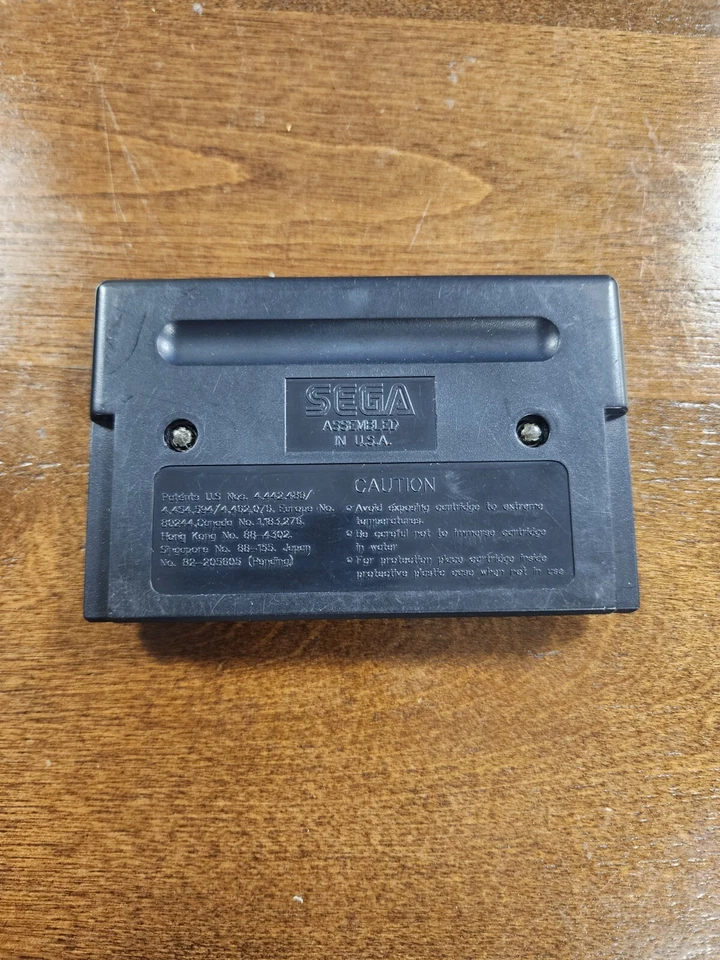 SEGA
ASSEMBLED
IN U.S.A.
Patents U.S. Nos. 4,442,486/
4,454,594/4,462,076, Europe No.
80244, Canada No. 1,183,276,
Hong Kong No. 88-4302,
Singapore No. 88-155, Japan
No. 82-205605 (Pending)
CAUTION
Avoid exposing cartridge to extreme
temperatures.
Be careful not to immerse cartridge
in water
For protection place cartridge inside
protective plastic case when not in use